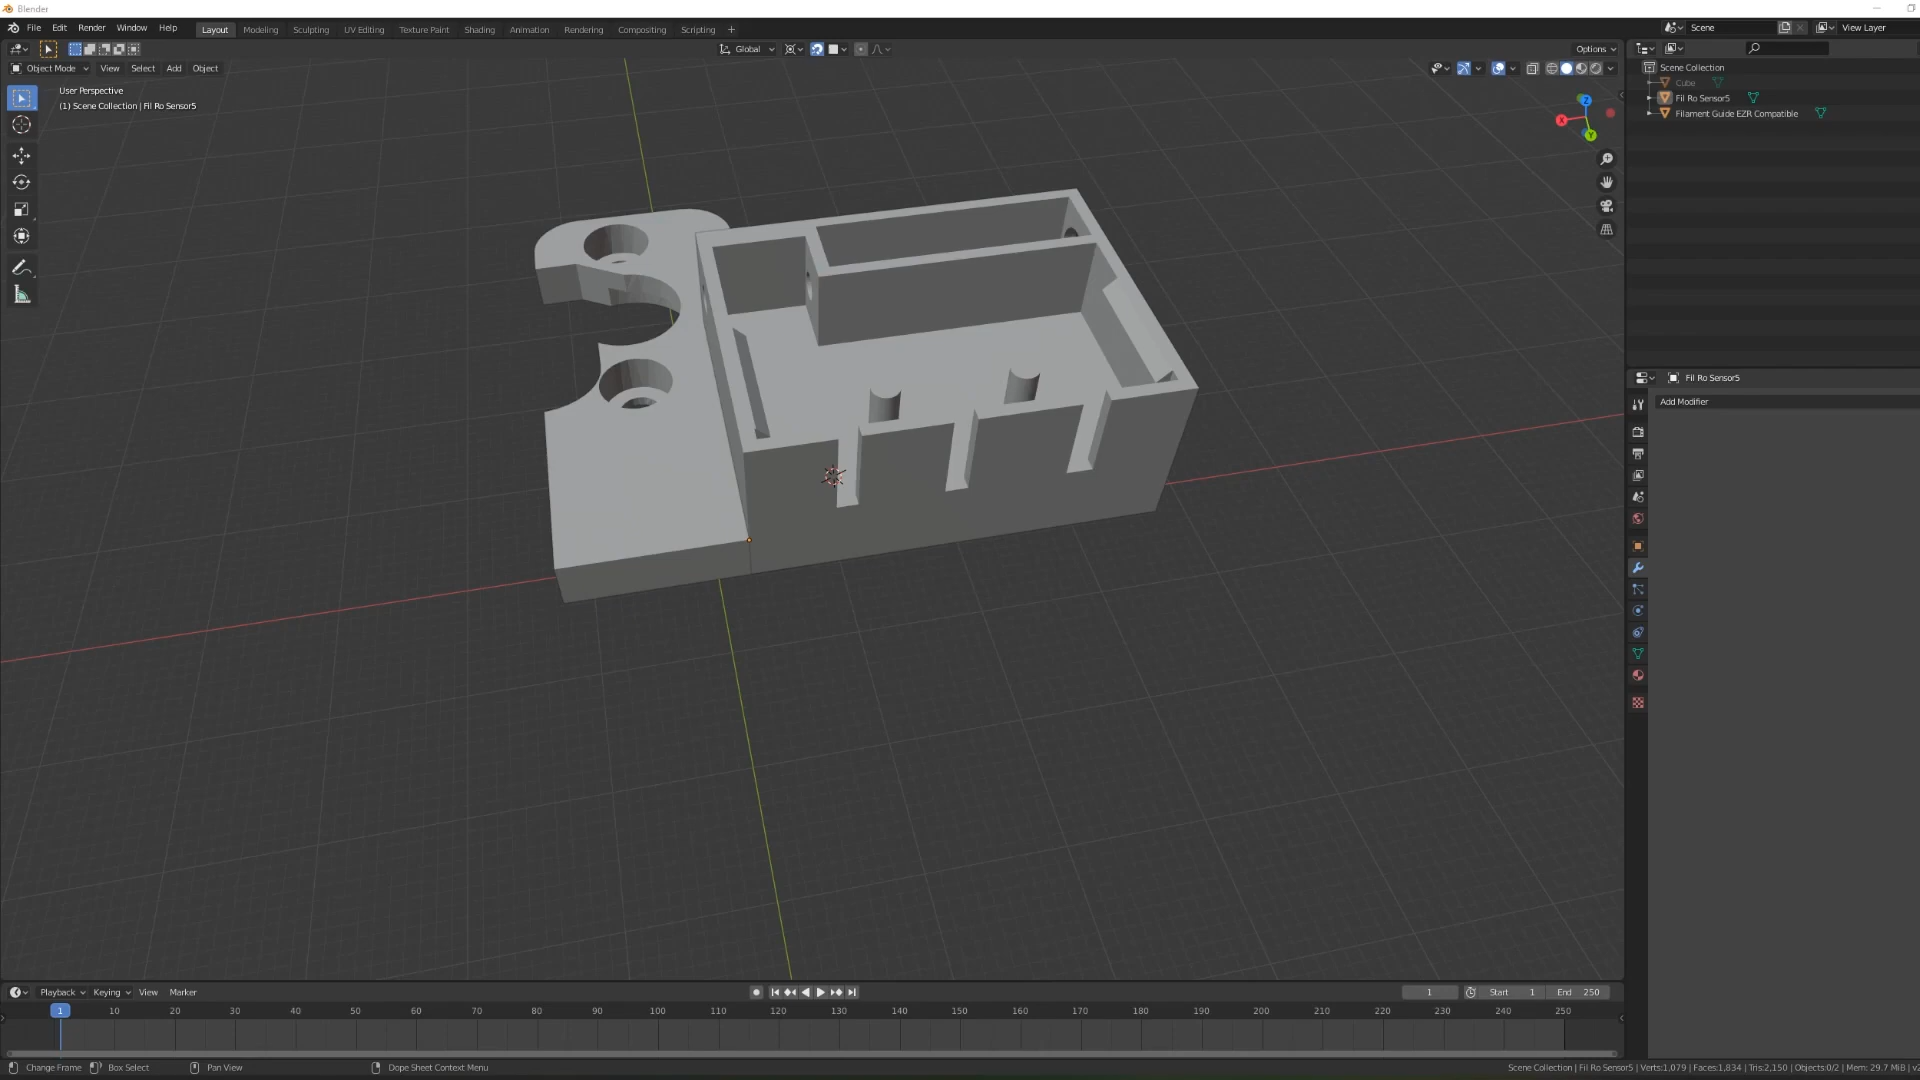 Blender
File Edit Render Window Help Layout Modeling Sculpting UV Editing Texture Paint Shading Animation Rendering Compositing Scripting +
Scene View Layer
Global Options
Object Mode View Select Add Object
User Perspective
(1) Scene Collection | Fil Ro Sensor5
Z
X
Y
Scene Collection
Cube
Fil Ro Sensor5
Filament Guide EZR Compatible
Fil Ro Sensor5
Add Modifier
Playback Keying View Marker 1 Start 1 End 250
1 10 20 30 40 50 60 70 80 90 100 110 120 130 140 150 160 170 180 190 200 210 220 230 240 250
Change Frame Box Select Pan View Dope Sheet Context Menu
Scene Collection | Fil Ro Sensor5 | Verts:1,079 | Faces:1,834 | Tris:2,150 | Objects:0/2 | Mem: 29.7 MiB | v2